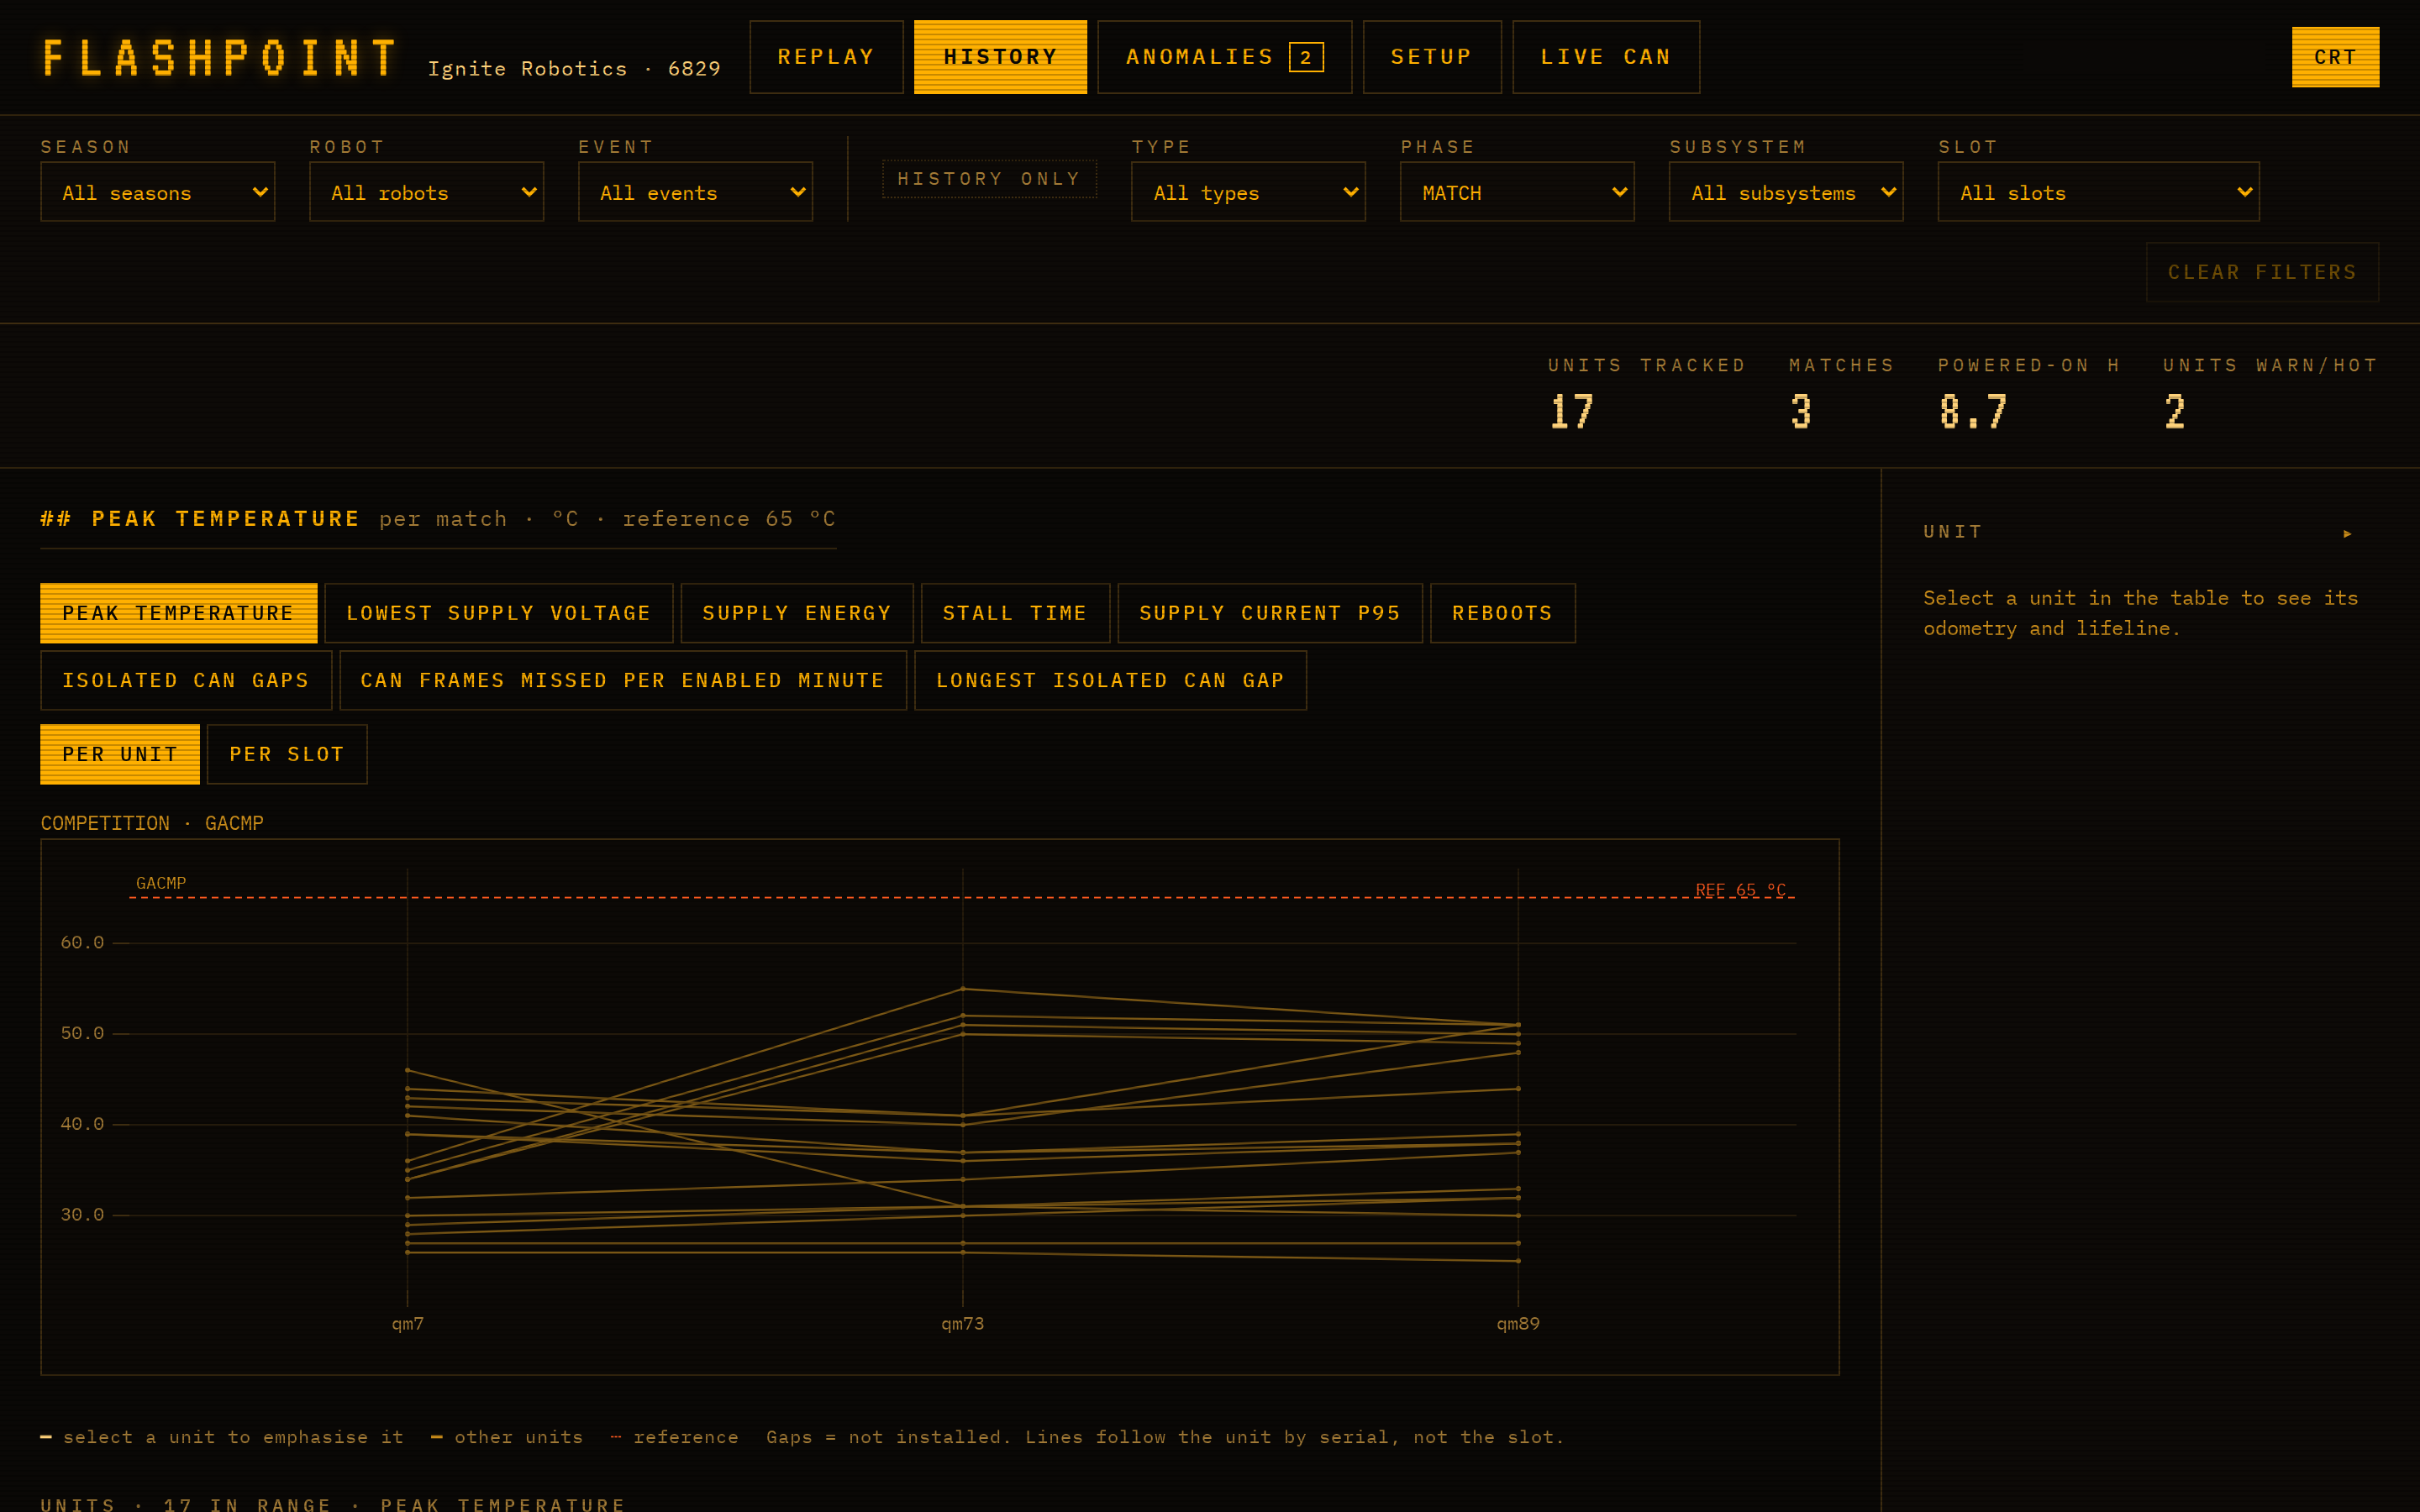 FLASHPOINT Ignite Robotics · 6829 REPLAY HISTORY ANOMALIES 2 SETUP LIVE CAN CRT
SEASON ROBOT EVENT TYPE PHASE SUBSYSTEM SLOT
All seasons All robots All events HISTORY ONLY All types MATCH All subsystems All slots
CLEAR FILTERS
UNITS TRACKED MATCHES POWERED-ON H UNITS WARN/HOT
17 3 8.7 2
## PEAK TEMPERATURE per match · °C · reference 65 °C
PEAK TEMPERATURE LOWEST SUPPLY VOLTAGE SUPPLY ENERGY STALL TIME SUPPLY CURRENT P95 REBOOTS
ISOLATED CAN GAPS CAN FRAMES MISSED PER ENABLED MINUTE LONGEST ISOLATED CAN GAP
PER UNIT PER SLOT
COMPETITION · GACMP
GACMP REF 65 °C
60.0
50.0
40.0
30.0
qm7 qm73 qm89
select a unit to emphasise it other units reference Gaps = not installed. Lines follow the unit by serial, not the slot.
UNITS · 17 IN RANGE · PEAK TEMPERATURE
UNIT ▸
Select a unit in the table to see its
odometry and lifeline.